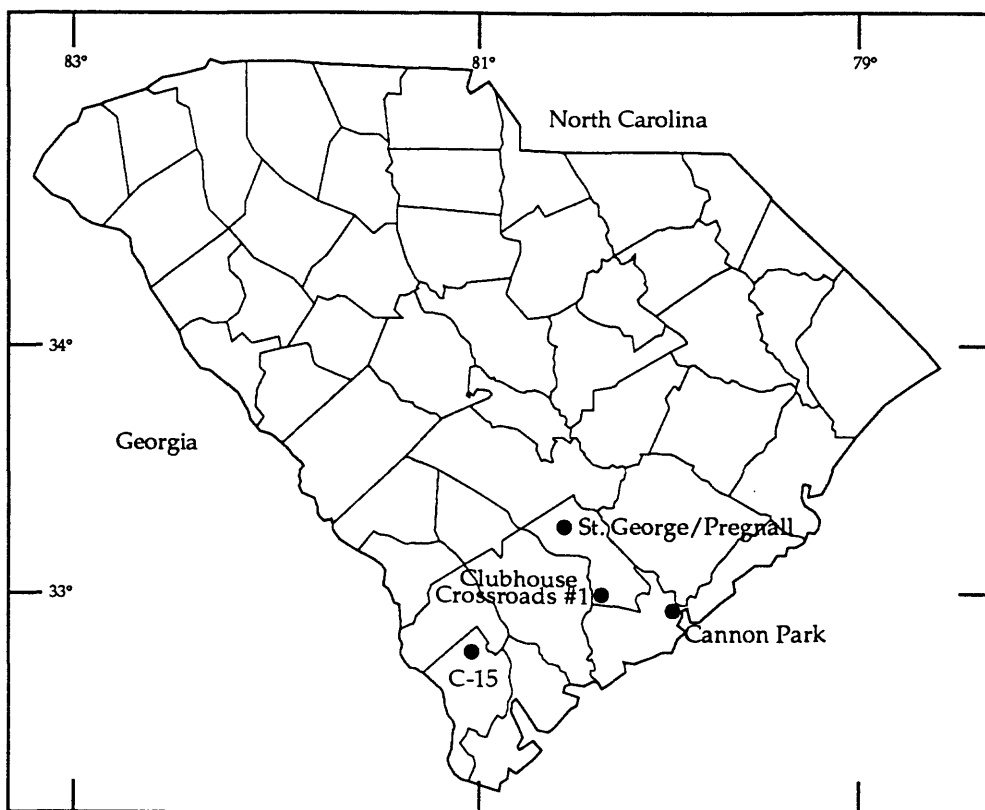 83°
81°
79°
North Carolina
34°
Georgia
St. George/Pregnall
Clubhouse
Crossroads #1
33°
Cannon Park
C-15